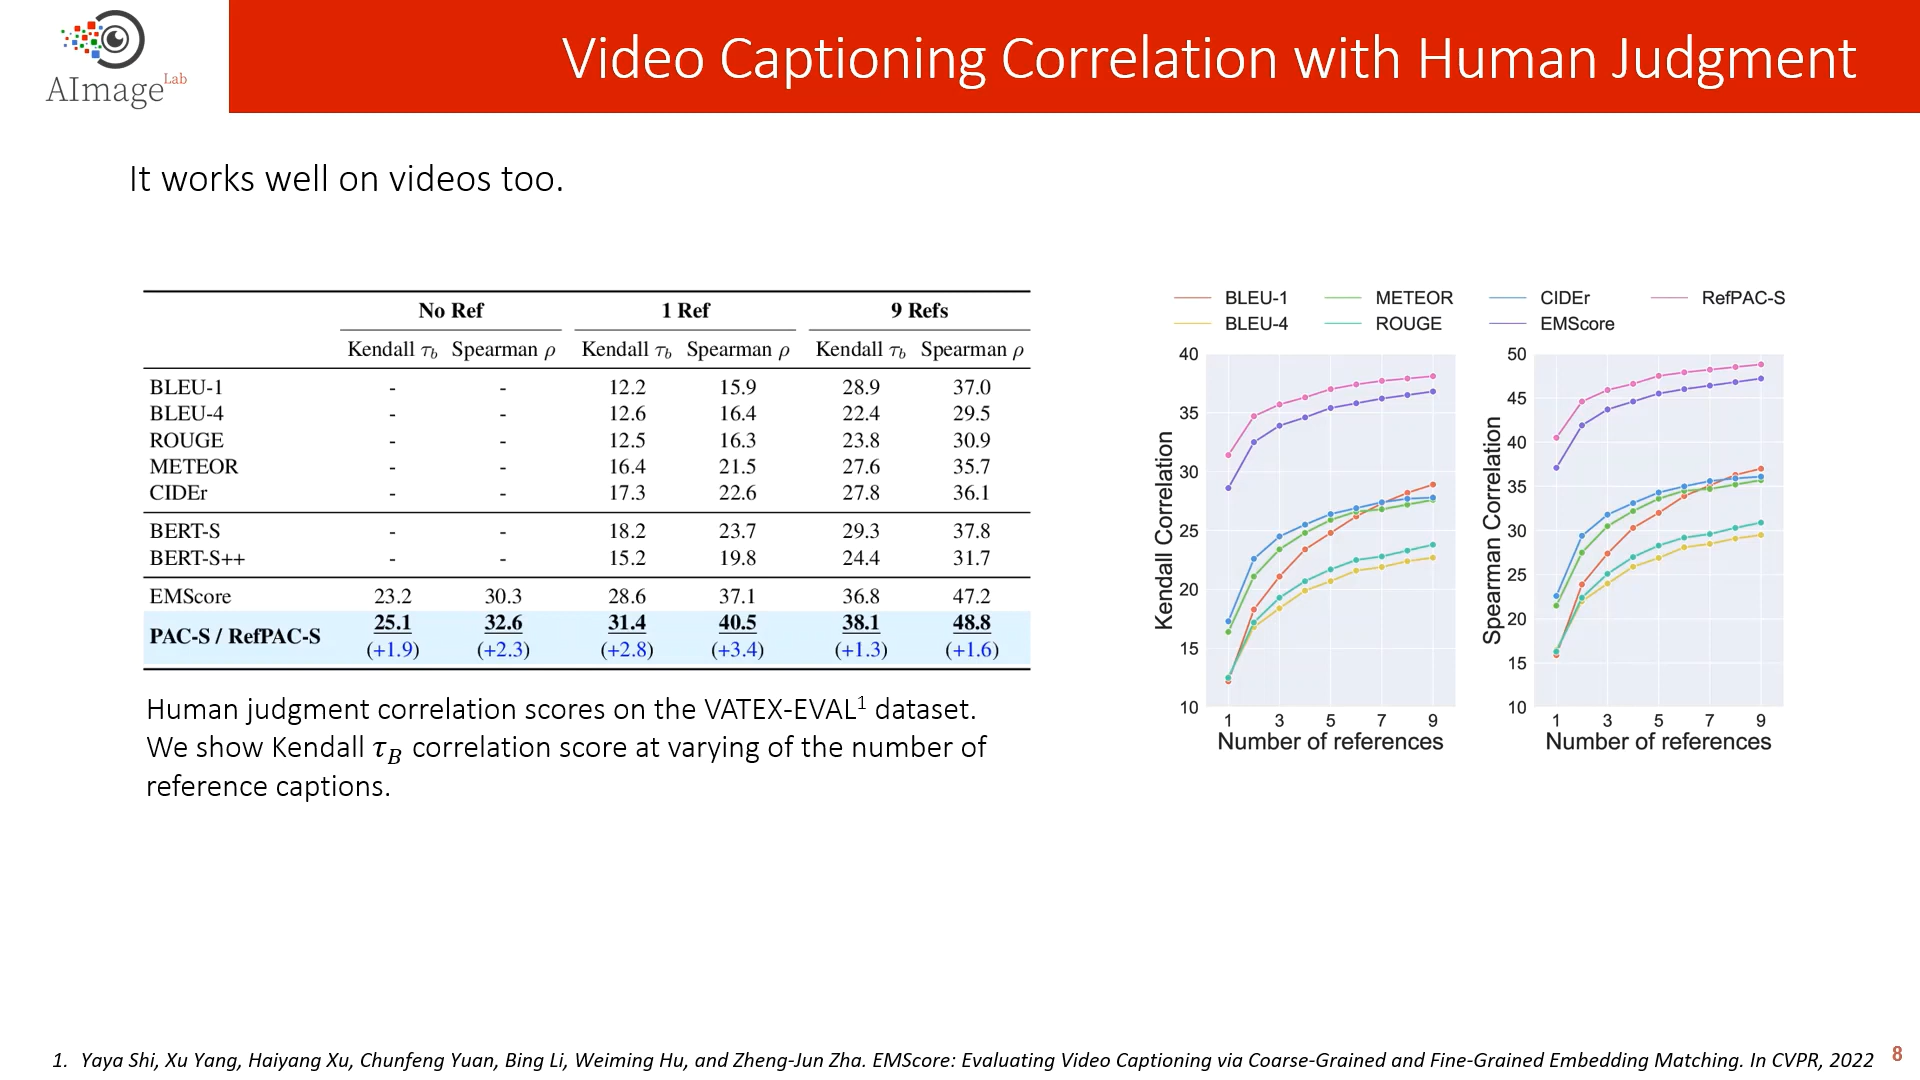 AImage Lab
Video Captioning Correlation with Human Judgment
It works well on videos too.
No Ref 1 Ref 9 Refs
Kendall τb Spearman ρ Kendall τb Spearman ρ Kendall τb Spearman ρ
BLEU-1 - - 12.2 15.9 28.9 37.0
BLEU-4 - - 12.6 16.4 22.4 29.5
ROUGE - - 12.5 16.3 23.8 30.9
METEOR - - 16.4 21.5 27.6 35.7
CIDEr - - 17.3 22.6 27.8 36.1
BERT-S - - 18.2 23.7 29.3 37.8
BERT-S++ - - 15.2 19.8 24.4 31.7
EMScore 23.2 30.3 28.6 37.1 36.8 47.2
PAC-S / RefPAC-S 25.1 32.6 31.4 40.5 38.1 48.8
(+1.9) (+2.3) (+2.8) (+3.4) (+1.3) (+1.6)
Human judgment correlation scores on the VATEX-EVAL1 dataset.
We show Kendall τB correlation score at varying of the number of
reference captions.
BLEU-1 METEOR CIDEr RefPAC-S
BLEU-4 ROUGE EMScore
Kendall Correlation
40
35
30
25
20
15
10
1 3 5 7 9
Number of references
Spearman Correlation
50
45
40
35
30
25
20
15
10
1 3 5 7 9
Number of references
1. Yaya Shi, Xu Yang, Haiyang Xu, Chunfeng Yuan, Bing Li, Weiming Hu, and Zheng-Jun Zha. EMScore: Evaluating Video Captioning via Coarse-Grained and Fine-Grained Embedding Matching. In CVPR, 2022
8